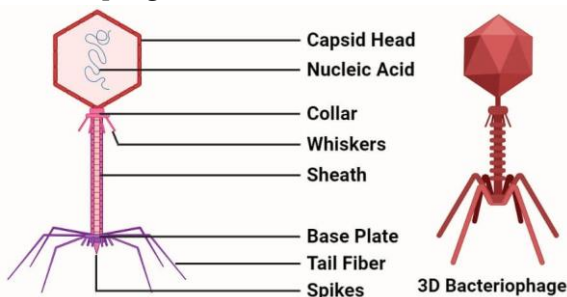 Capsid Head
Nucleic Acid
Collar
Whiskers
Sheath
Base Plate
Tail Fiber
Spikes
3D Bacteriophage